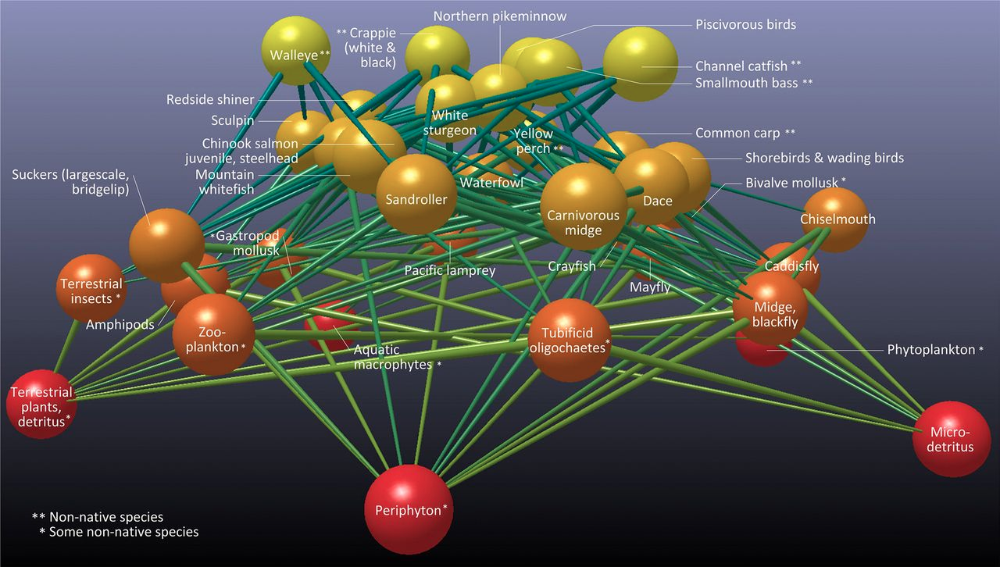 Northern pikeminnow
Piscivorous birds
** Crappie
(white &
black)
Walleye**
Channel catfish **
Smallmouth bass **
Redside shiner
Sculpin
White
sturgeon
Yellow
perch **
Common carp **
Chinook salmon
juvenile, steelhead
Shorebirds & wading birds
Mountain
whitefish
Suckers (largescale,
bridgelip)
Waterfowl
Bivalve mollusk *
Sandroller
Dace
Carnivorous
midge
Chiselmouth
*Gastropod
mollusk
Pacific lamprey
Crayfish
Caddisfly
Mayfly
Terrestrial
insects *
Amphipods
Midge,
blackfly
Zoo-
plankton *
Tubificid
oligochaetes*
Aquatic
macrophytes *
Phytoplankton *
Terrestrial
plants,
detritus*
Micro-
detritus
Periphyton*
** Non-native species
* Some non-native species